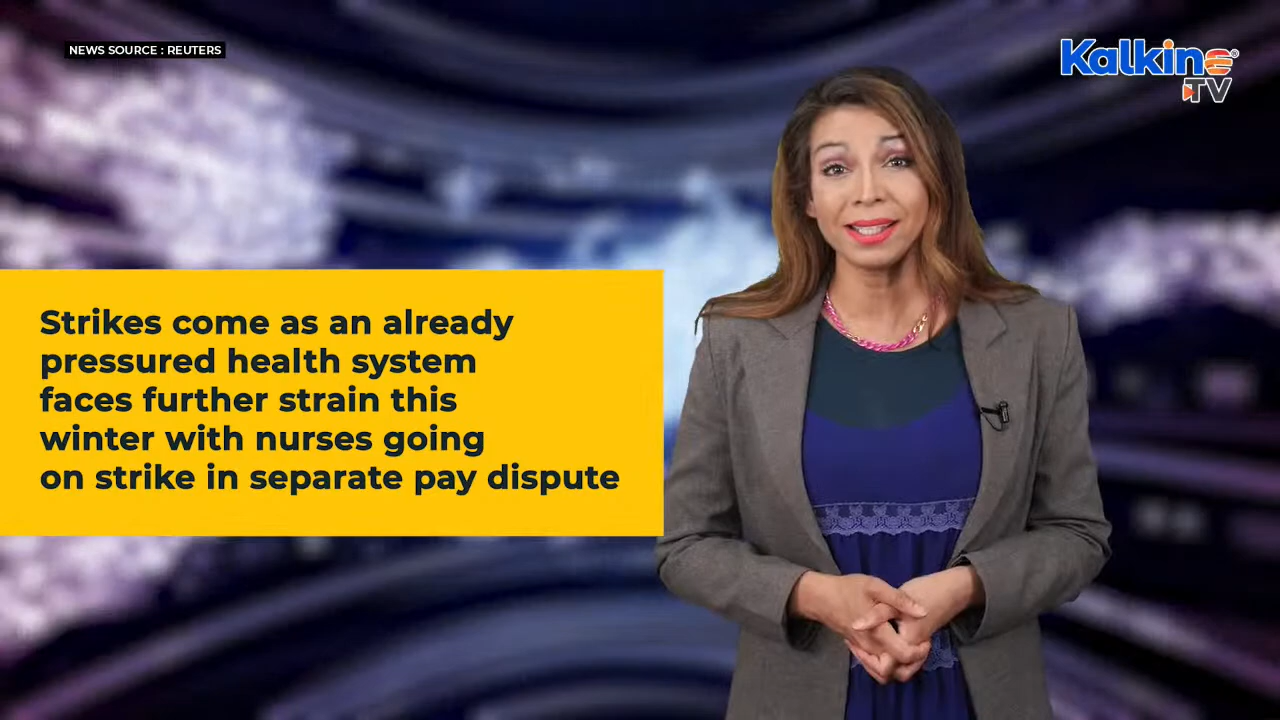 NEWS SOURCE : REUTERS
Kalkine®
TV
Strikes come as an already
pressured health system
faces further strain this
winter with nurses going
on strike in separate pay dispute